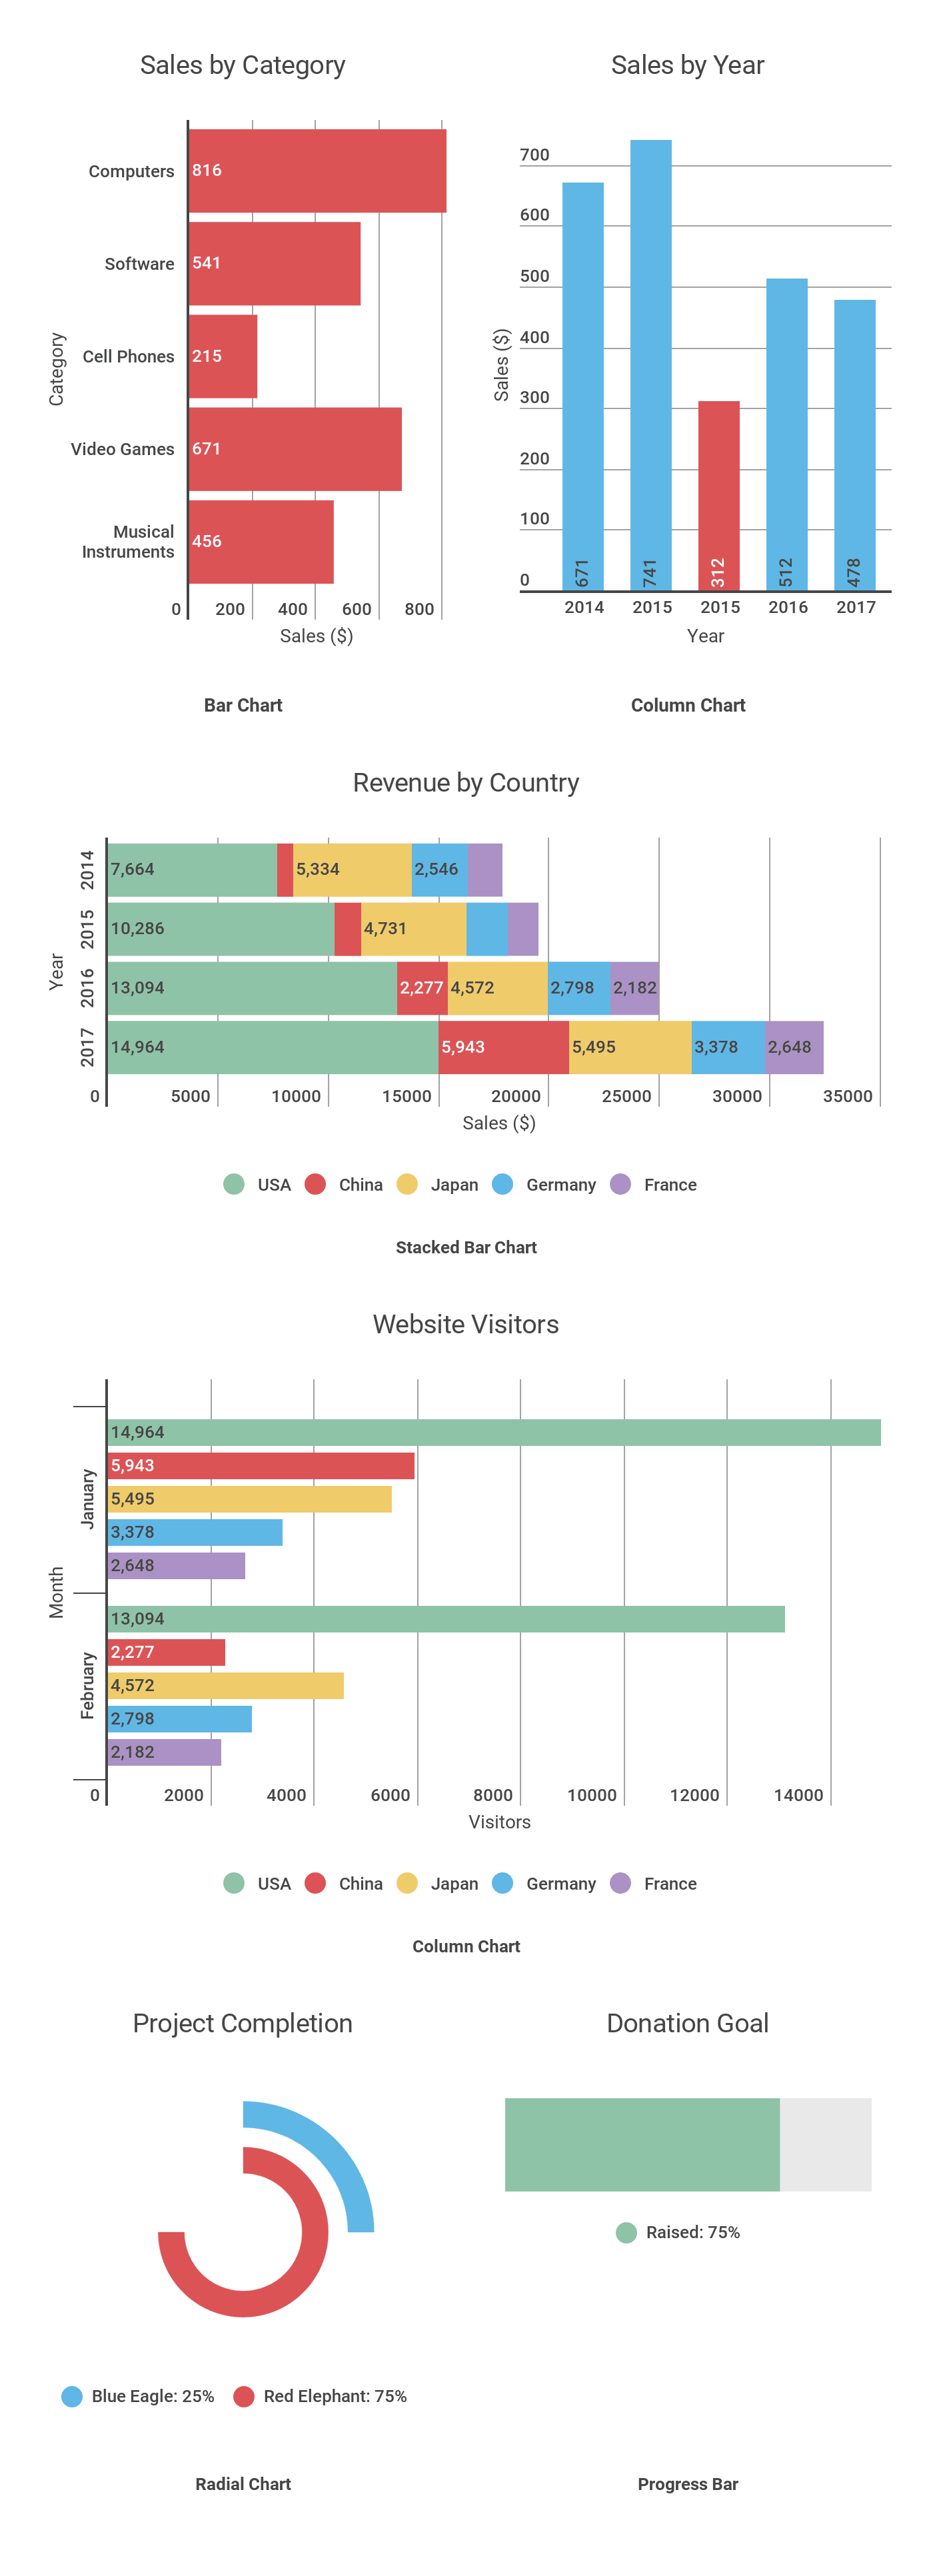 Sales by Category
Category
Computers
816
Software
541
Cell Phones
215
Video Games
671
Musical
Instruments
456
0 200 400 600 800
Sales ($)
Bar Chart
Sales by Year
Sales ($)
700
600
500
400
300
200
100
0
671 741 312 512 478
2014 2015 2015 2016 2017
Year
Column Chart
Revenue by Country
Year
2014 7,664 5,334 2,546
2015 10,286 4,731
2016 13,094 2,277 4,572 2,798 2,182
2017 14,964 5,943 5,495 3,378 2,648
0 5000 10000 15000 20000 25000 30000 35000
Sales ($)
USA China Japan Germany France
Stacked Bar Chart
Website Visitors
Month
January
14,964
5,943
5,495
3,378
2,648
February
13,094
2,277
4,572
2,798
2,182
0 2000 4000 6000 8000 10000 12000 14000
Visitors
USA China Japan Germany France
Column Chart
Project Completion
Blue Eagle: 25% Red Elephant: 75%
Radial Chart
Donation Goal
Raised: 75%
Progress Bar